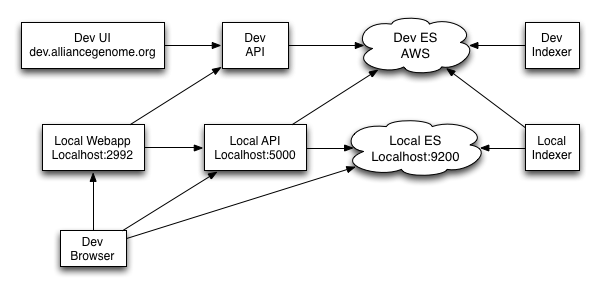 Dev UI
dev.alliancegenome.org
Dev
API
Dev ES
AWS
Dev
Indexer
Local Webapp
Localhost:2992
Local API
Localhost:5000
Local ES
Localhost:9200
Local
Indexer
Dev
Browser